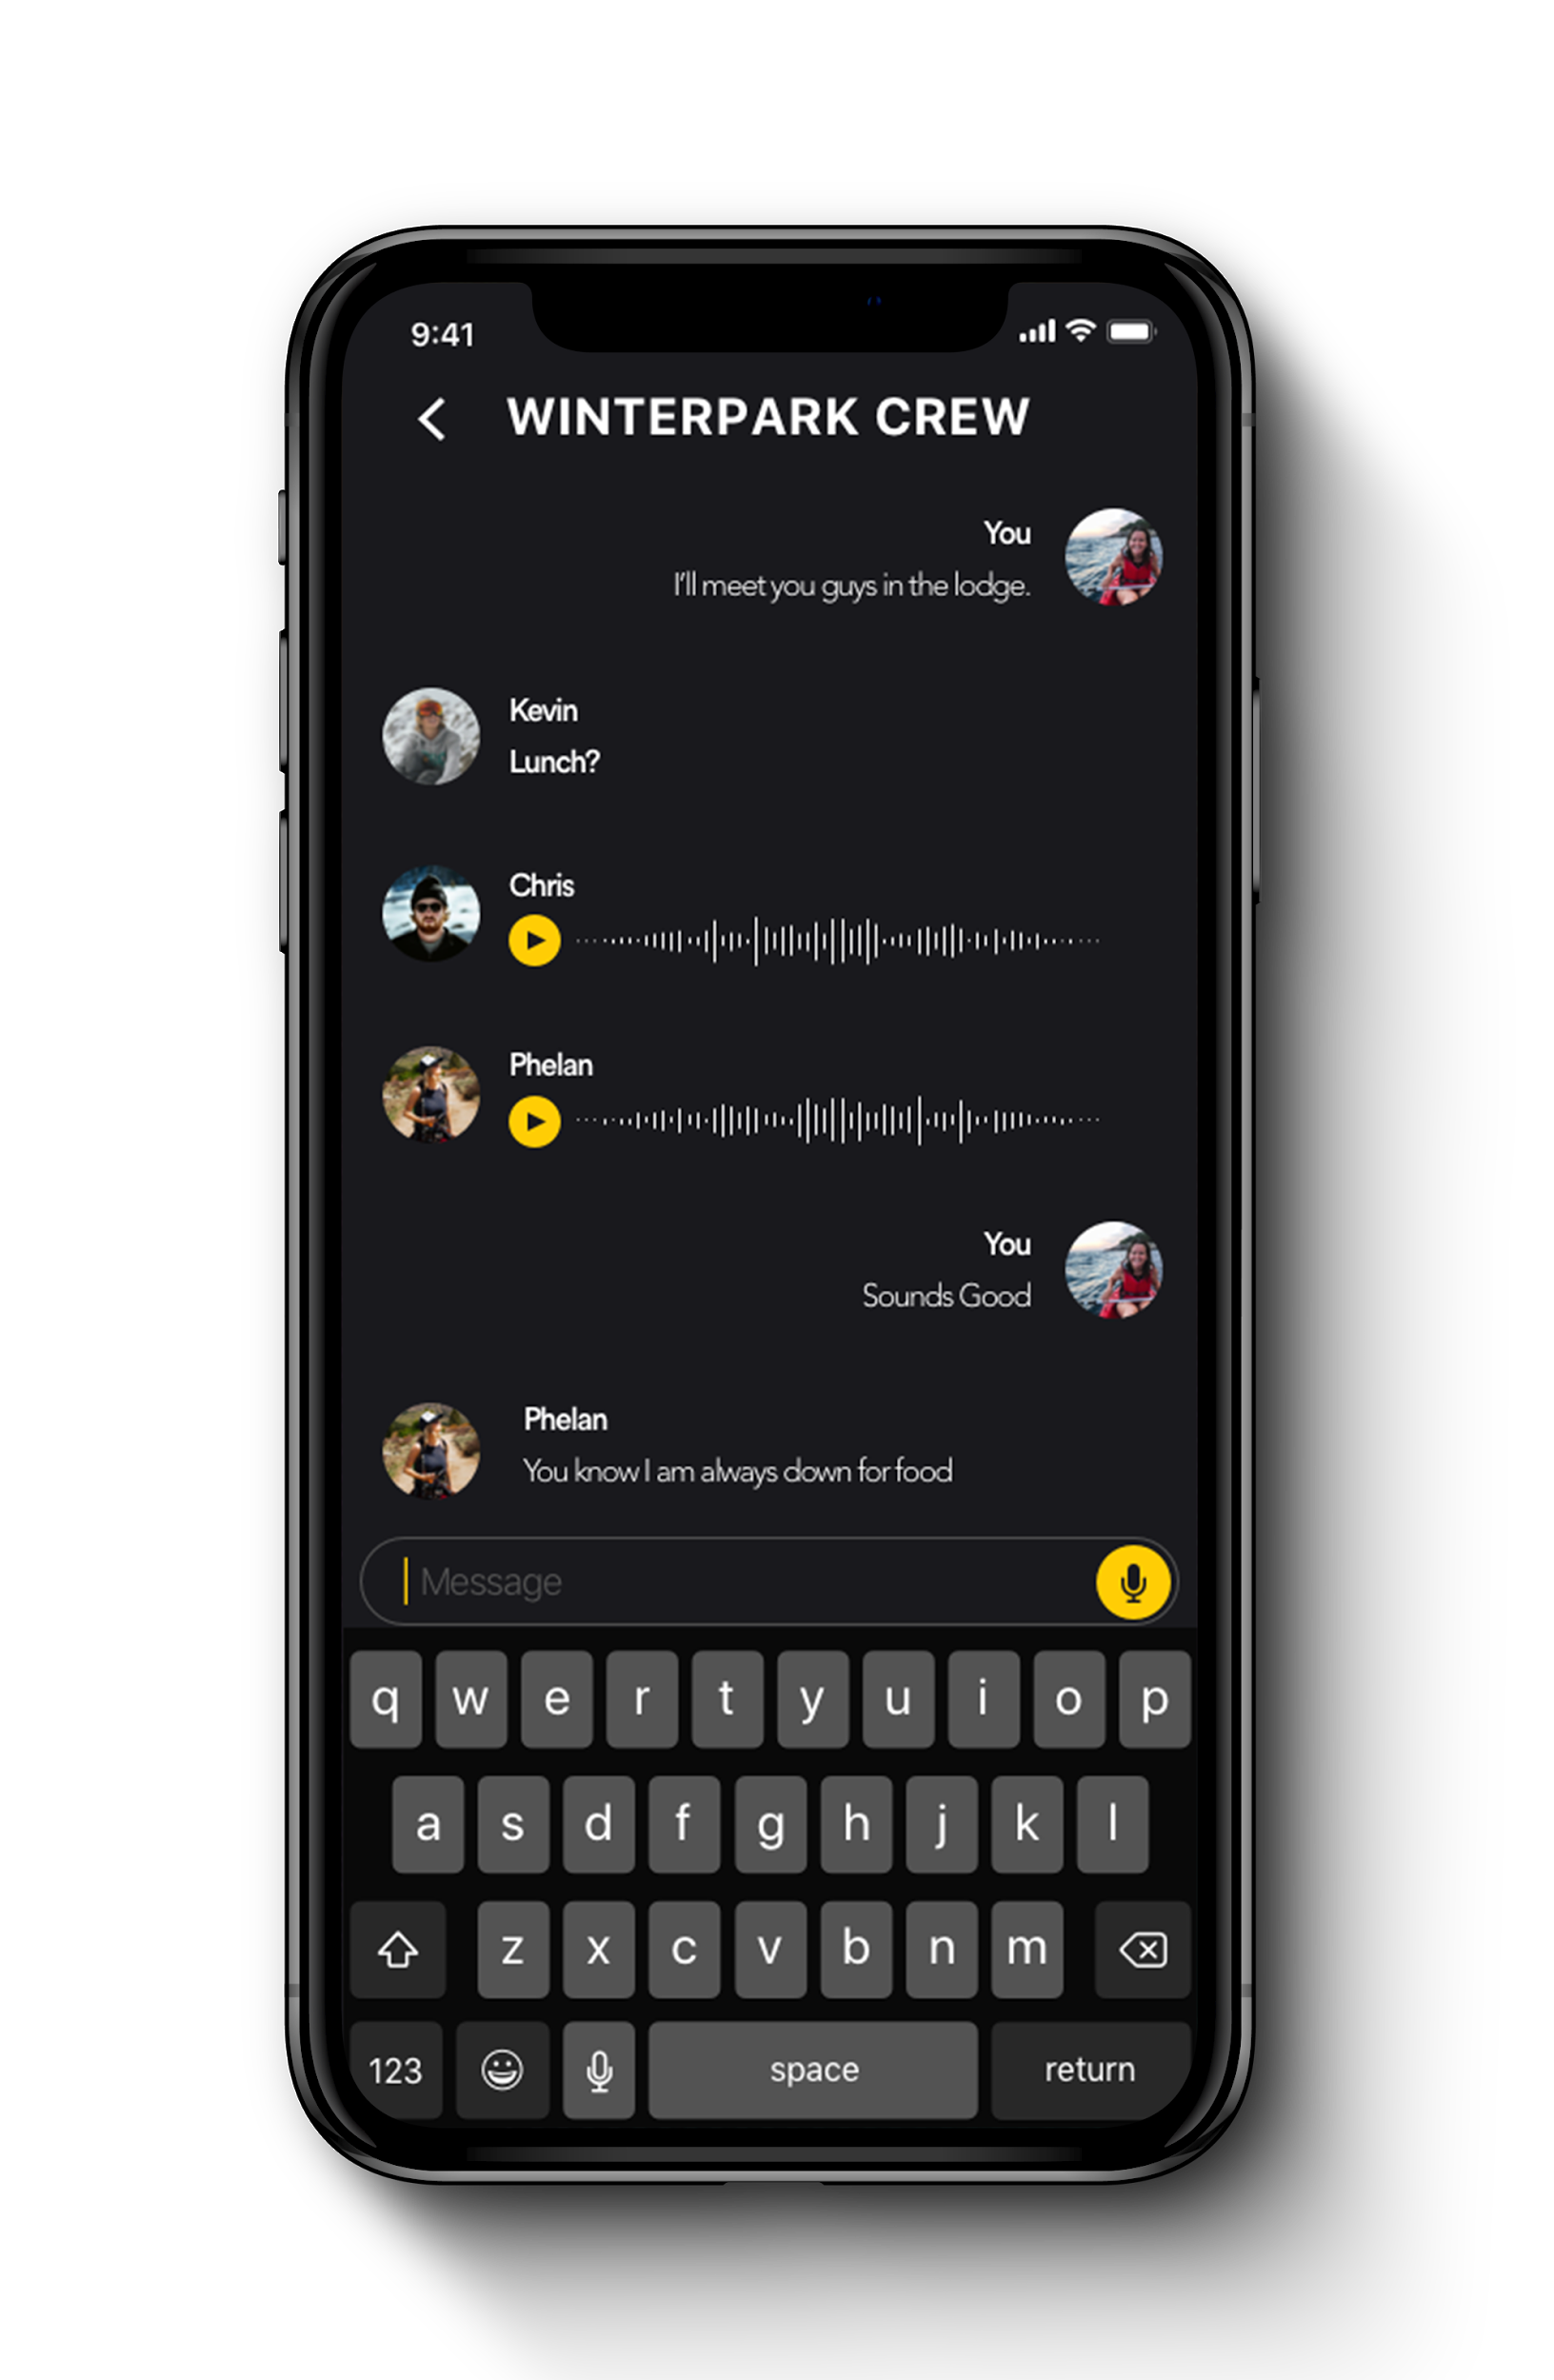 9:41
WINTERPARK CREW
You
I'll meet you guys in the lodge.
Kevin
Lunch?
Chris
Phelan
You
Sounds Good
Phelan
You know I am always down for food
Message
q w e r t y u i o p
a s d f g h j k l
z x c v b n m
123 space return